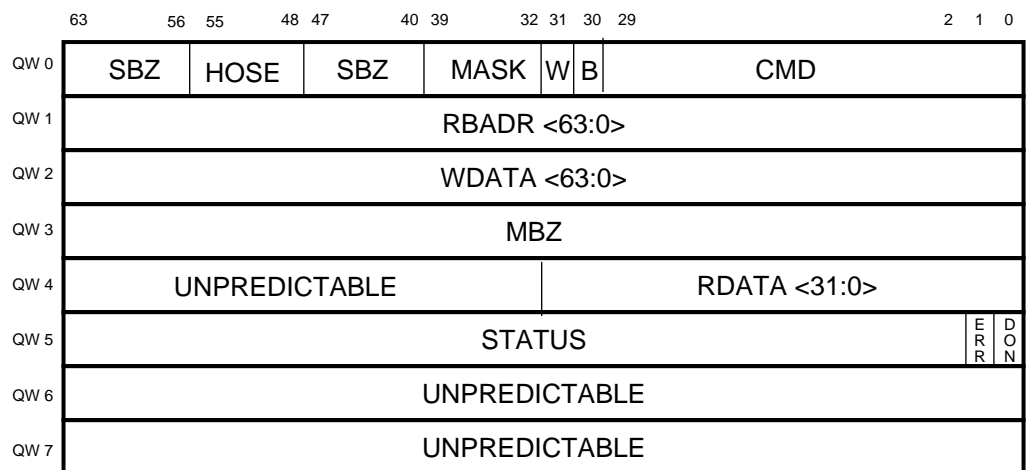 63 56 55 48 47 40 39 32 31 30 29 2 1 0
QW 0 SBZ HOSE SBZ MASK W B CMD
QW 1 RBADR <63:0>
QW 2 WDATA <63:0>
QW 3 MBZ
QW 4 UNPREDICTABLE RDATA <31:0>
QW 5 STATUS ERR DON
QW 6 UNPREDICTABLE
QW 7 UNPREDICTABLE